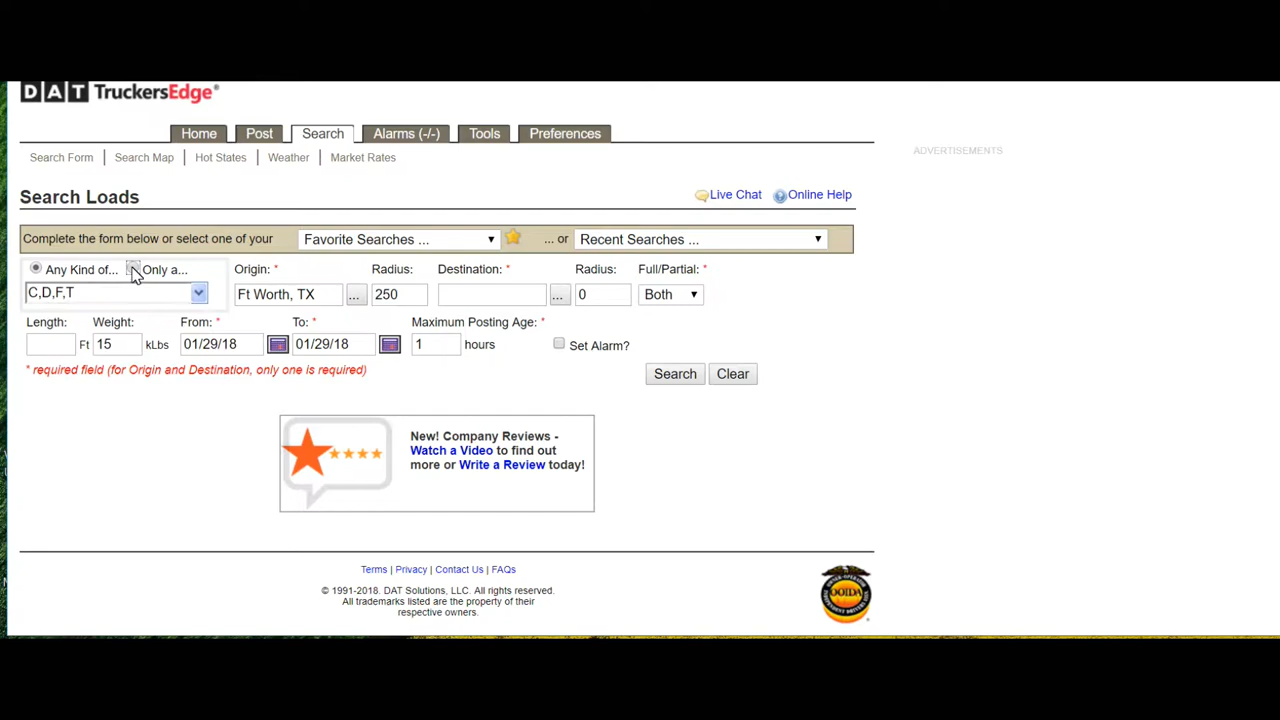 DAT TruckersEdge®
Home Post Search Alarms (-/-) Tools Preferences
Search Form Search Map Hot States Weather Market Rates
ADVERTISEMENTS
Search Loads
Live Chat Online Help
Complete the form below or select one of your Favorite Searches ... ... or Recent Searches ...
Any Kind of... Only a... Origin: * Radius: Destination: * Radius: Full/Partial: *
C,D,F,T Ft Worth, TX ... 250 ... 0 Both
Length: Weight: From: * To: * Maximum Posting Age: *
Ft 15 kLbs 01/29/18 01/29/18 1 hours Set Alarm?
* required field (for Origin and Destination, only one is required)
Search Clear
New! Company Reviews -
Watch a Video to find out
more or Write a Review today!
Terms | Privacy | Contact Us | FAQs
© 1991-2018. DAT Solutions, LLC. All rights reserved.
All trademarks listed are the property of their
respective owners.
OOIDA